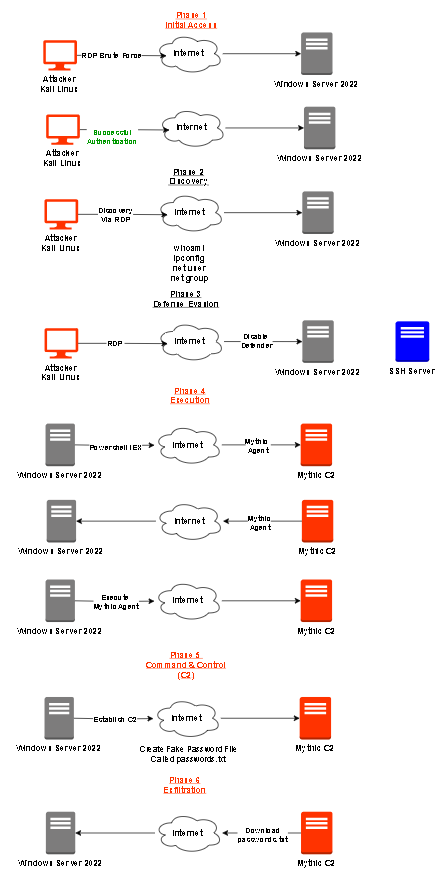 Phase 1
Initial Access
RDP Brute Force
Internet
Attacker
Kali Linux
Windows Server 2022
Successful
Authentication
Internet
Attacker
Kali Linux
Windows Server 2022
Phase 2
Discovery
Discovery
Via RDP
Internet
Attacker
Kali Linux
Windows Server 2022
whoami
ipconfig
net user
net group
Phase 3
Defense Evasion
RDP
Internet
Disable
Defender
Attacker
Kali Linux
Windows Server 2022
SSH Server
Phase 4
Execution
Powershell IEX
Internet
Mythic
Agent
Windows Server 2022
Mythic C2
Internet
Mythic
Agent
Windows Server 2022
Mythic C2
Execute
Mythic Agent
Internet
Windows Server 2022
Mythic C2
Phase 5
Command & Control
(C2)
Establish C2
Internet
Windows Server 2022
Mythic C2
Create Fake Password File
Called passwords.txt
Phase 6
Exfiltration
Internet
Download
passwords.txt
Windows Server 2022
Mythic C2